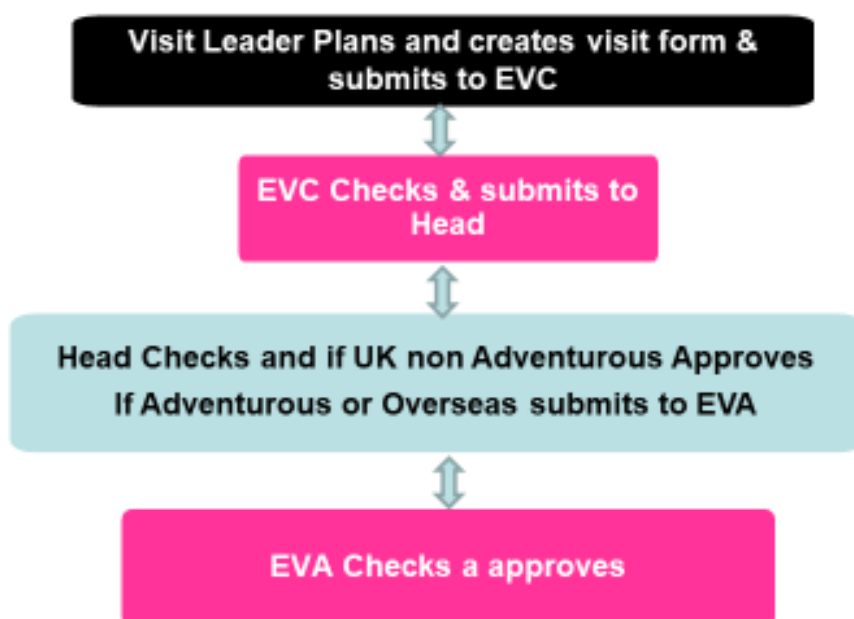 Visit Leader Plans and creates visit form &
submits to EVC
EVC Checks & submits to
Head
Head Checks and if UK non Adventurous Approves
If Adventurous or Overseas submits to EVA
EVA Checks a approves